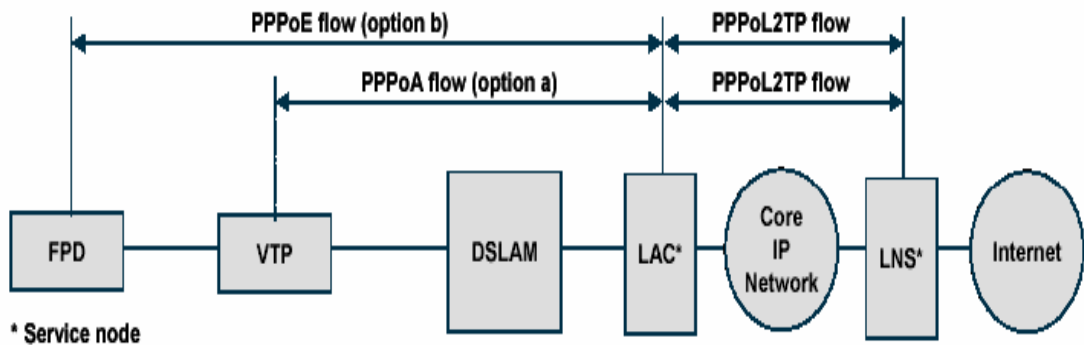 PPPoE flow (option b)
PPPoL2TP flow
PPPoA flow (option a)
PPPoL2TP flow
FPD
VTP
DSLAM
LAC*
Core
IP
Network
LNS*
Internet
* Service node